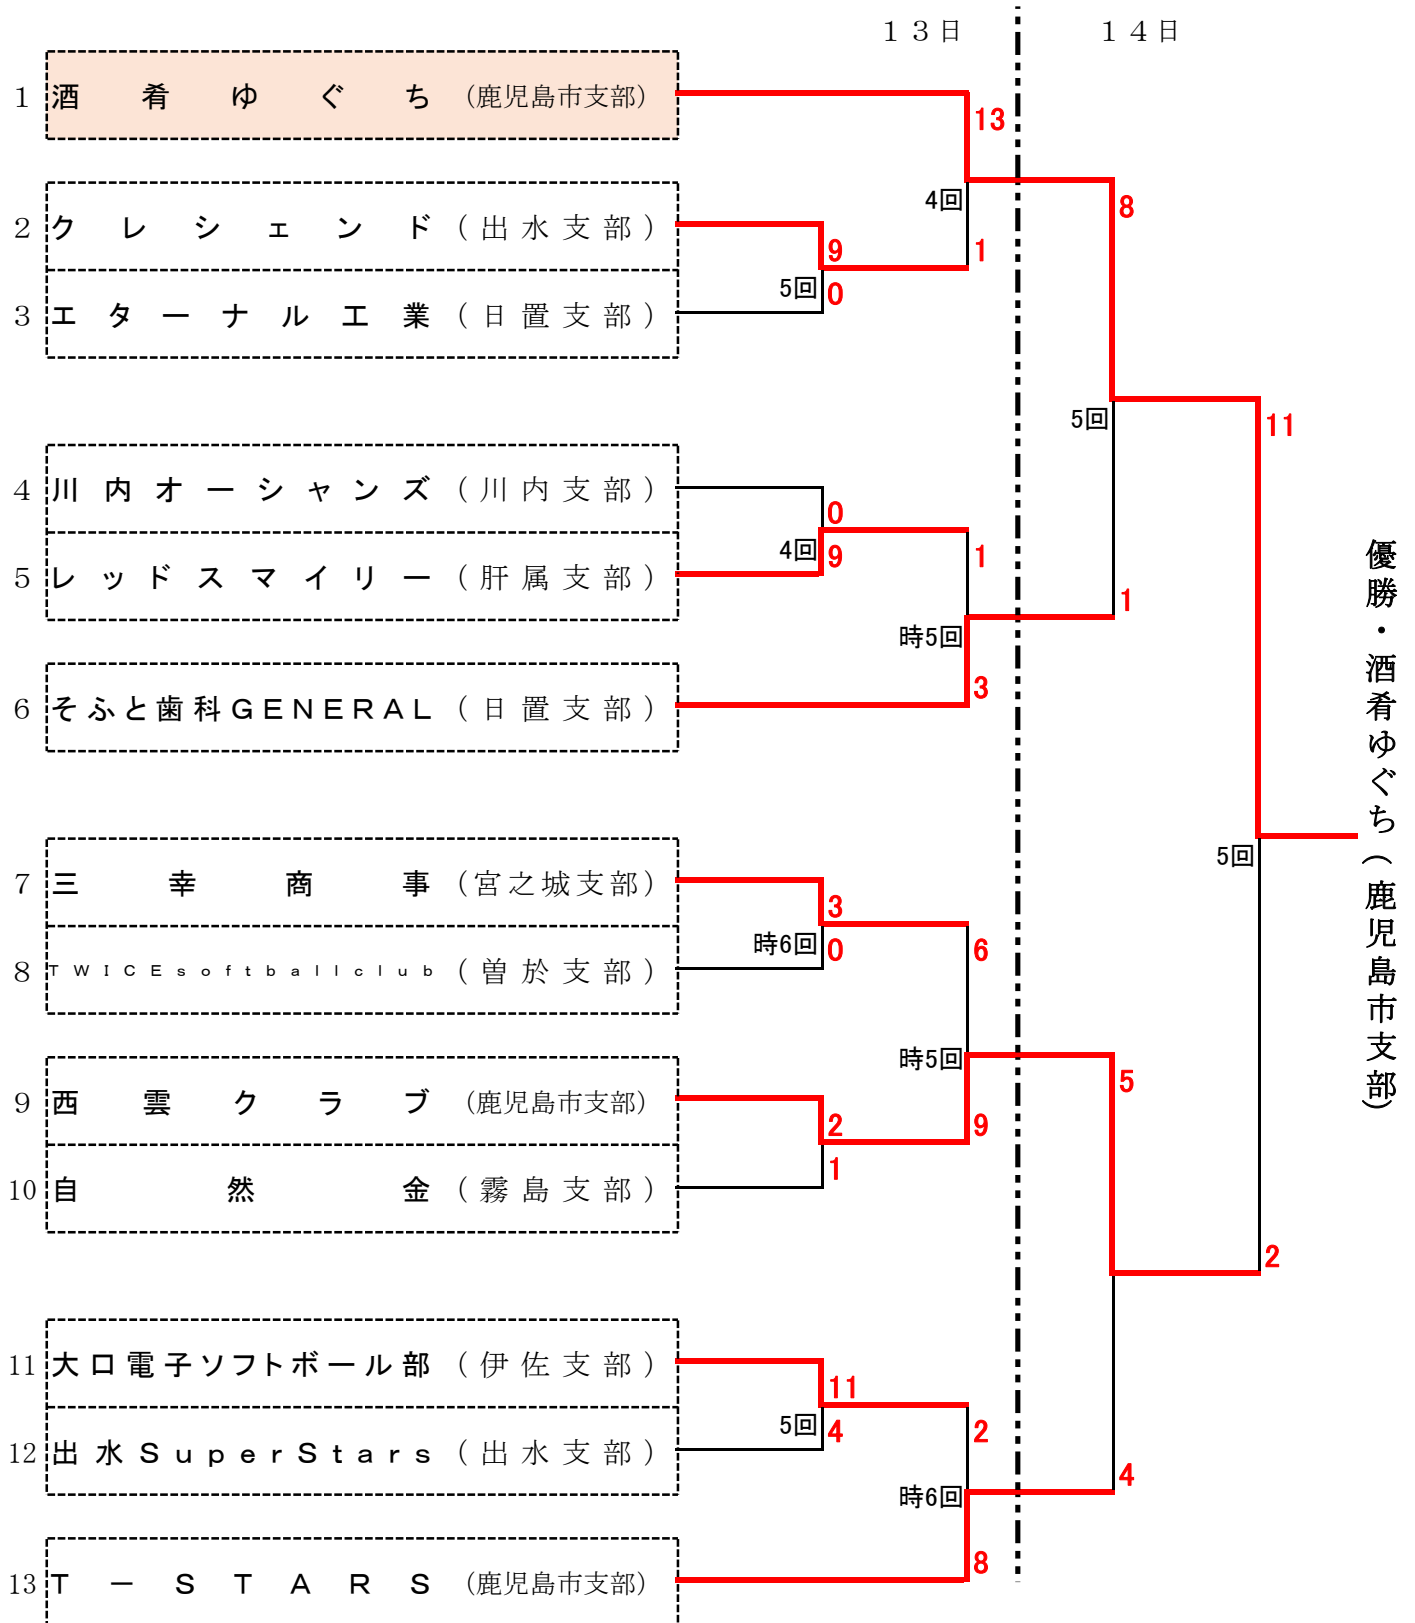 １３日
１４日
1 酒肴ゆぐち (鹿児島市支部)
13
4回
8
2 クレシェンド (出水支部)
9
1
5回
0
3 エターナル工業 (日置支部)
5回
11
4 川内オーシャンズ (川内支部)
0
4回
9
1
5 レッドスマイリー (肝属支部)
1
時5回
6 そふと歯科GENERAL (日置支部)
3
優勝・酒肴ゆぐち(鹿児島市支部)
5回
7 三幸商事 (宮之城支部)
3
時6回
0
6
8 TWICEsoftballclub (曽於支部)
時5回
5
9 西雲クラブ (鹿児島市支部)
2
9
1
10 自然金 (霧島支部)
2
11 大口電子ソフトボール部 (伊佐支部)
11
5回
4
2
12 出水SuperStars (出水支部)
4
時6回
8
13 T－STARS (鹿児島市支部)